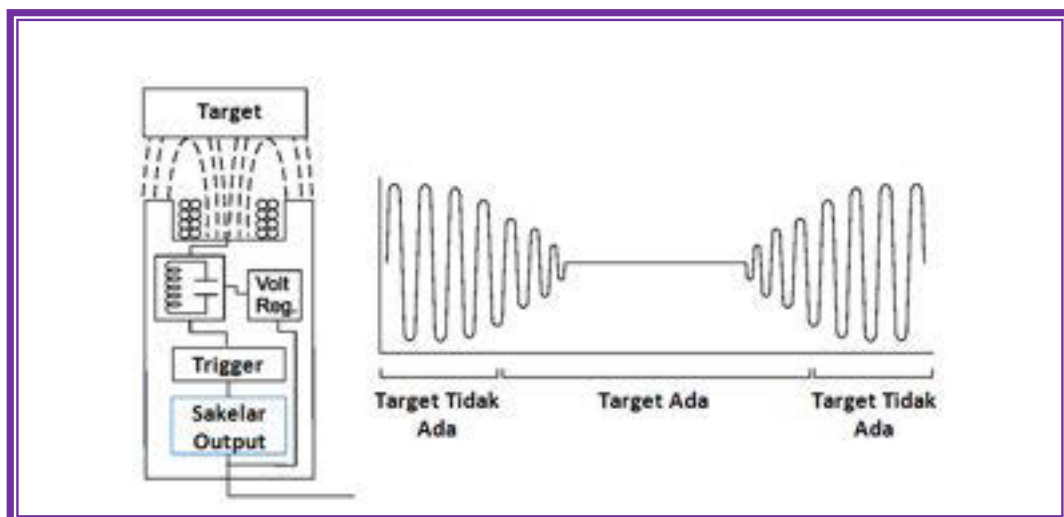 Target
Volt
Reg.
Trigger
Sakelar
Output
Target Tidak
Ada
Target Ada
Target Tidak
Ada